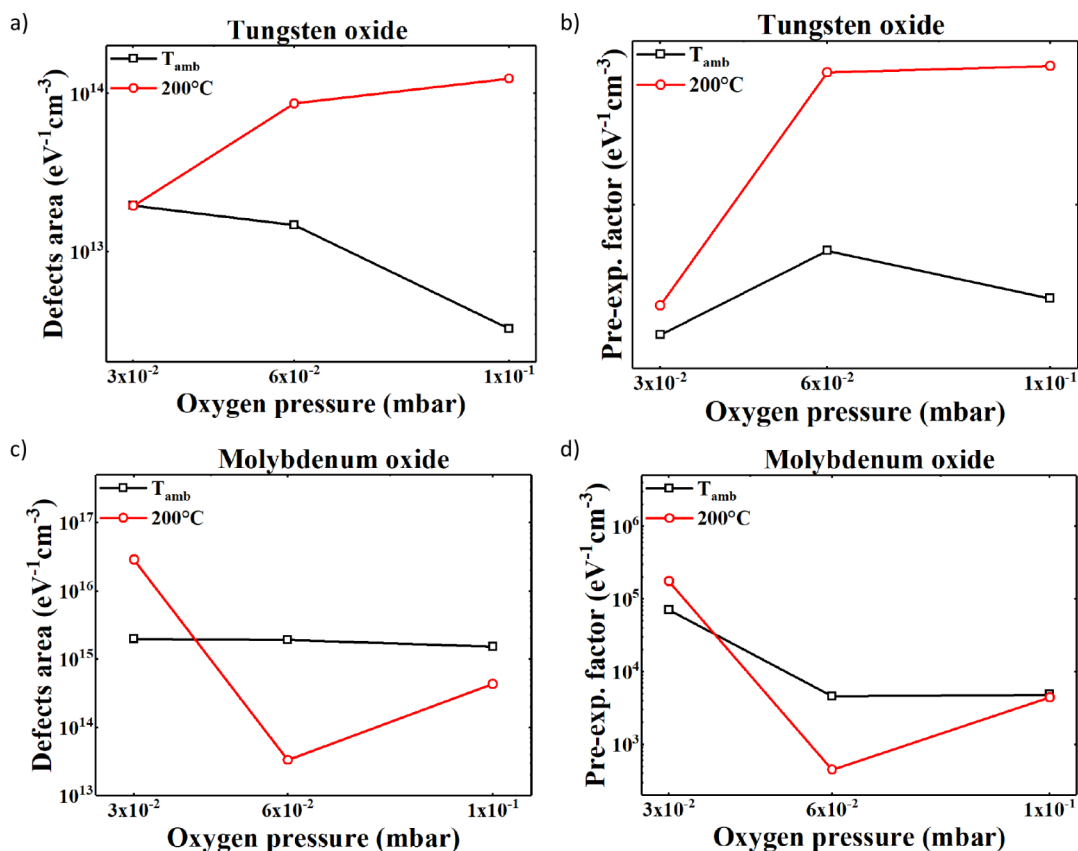 a)
Tungsten oxide
T_amb
200°C
10^14
10^13
Defects area (eV^-1cm^-3)
3x10^-2
6x10^-2
1x10^-1
Oxygen pressure (mbar)
b)
Tungsten oxide
T_amb
200°C
Pre-exp. factor (eV^-1cm^-3)
3x10^-2
6x10^-2
1x10^-1
Oxygen pressure (mbar)
c)
Molybdenum oxide
T_amb
200°C
10^17
10^16
10^15
10^14
10^13
Defects area (eV^-1cm^-3)
3x10^-2
6x10^-2
1x10^-1
Oxygen pressure (mbar)
d)
Molybdenum oxide
T_amb
200°C
10^6
10^5
10^4
10^3
Pre-exp. factor (eV^-1cm^-3)
3x10^-2
6x10^-2
1x10^-1
Oxygen pressure (mbar)